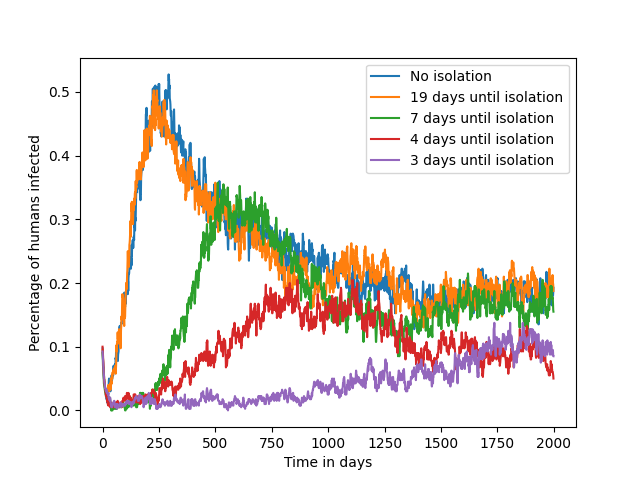 No isolation
19 days until isolation
7 days until isolation
4 days until isolation
3 days until isolation
Percentage of humans infected
0.5
0.4
0.3
0.2
0.1
0.0
0 250 500 750 1000 1250 1500 1750 2000
Time in days